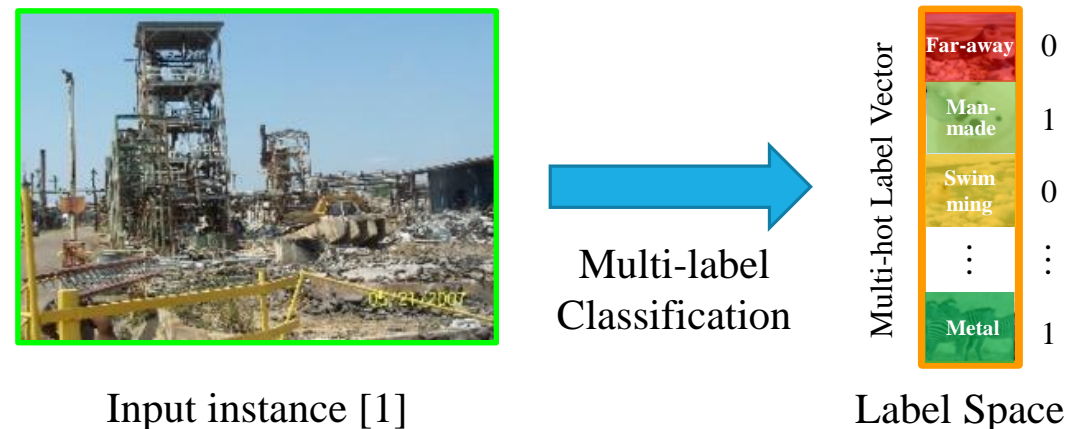 05/21/2007
Input instance [1]
Multi-label
Classification
Multi-hot Label Vector
Far-away 0
Man-
made 1
Swim
ming 0
⋮ ⋮
Metal 1
Label Space